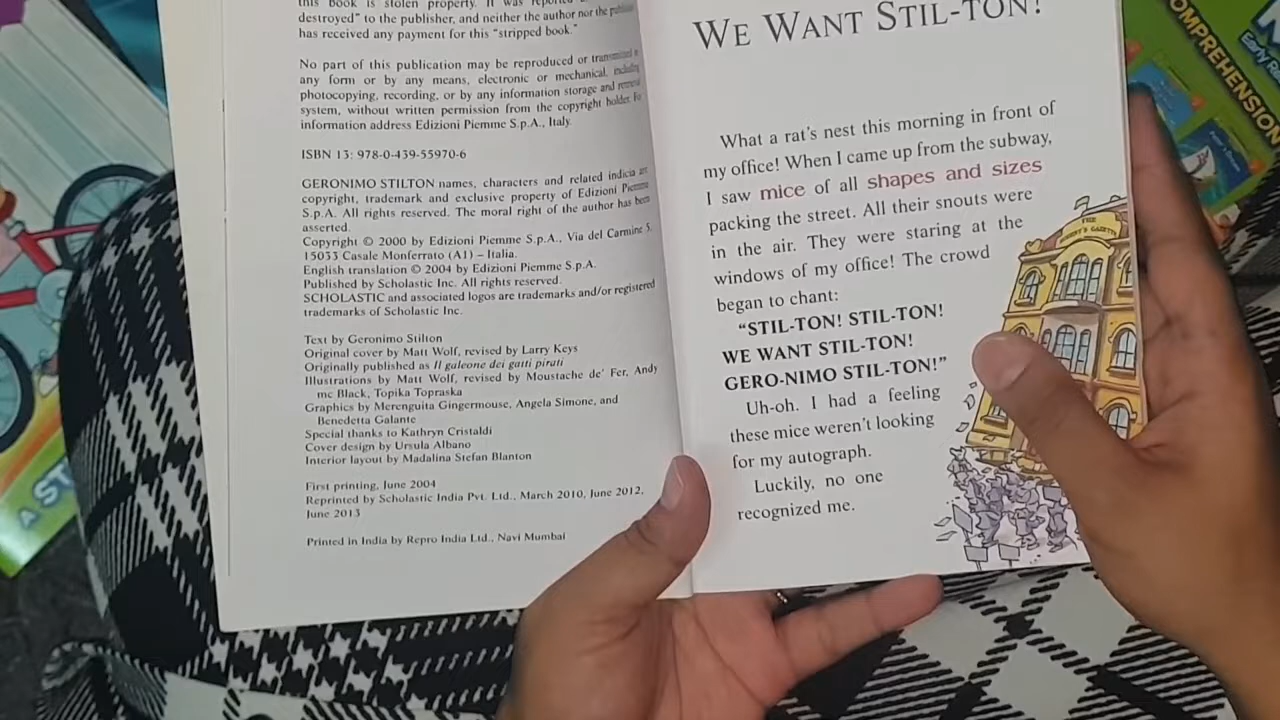 this book is stolen property. It was reported
destroyed" to the publisher, and neither the author nor the publisher
has received any payment for this "stripped book."
No part of this publication may be reproduced or transmitted in
any form or by any means, electronic or mechanical, including
photocopying, recording, or by any information storage and retrieval
system, without written permission from the copyright holder. For
information address Edizioni Piemme S.p.A., Italy.
ISBN 13: 978-0-439-55970-6
GERONIMO STILTON names, characters and related indicia are
copyright, trademark and exclusive property of Edizioni Piemme
S.p.A. All rights reserved. The moral right of the author has been
asserted.
Copyright © 2000 by Edizioni Piemme S.p.A., Via del Carmine 5,
15033 Casale Monferrato (A1) – Italia.
English translation © 2004 by Edizioni Piemme S.p.A.
Published by Scholastic Inc. All rights reserved.
SCHOLASTIC and associated logos are trademarks and/or registered
trademarks of Scholastic Inc.
Text by Geronimo Stilton
Original cover by Matt Wolf, revised by Larry Keys
Originally published as Il galeone dei gatti pirati
Illustrations by Matt Wolf, revised by Moustache de' Fer, Andy
mc Black, Topika Topraska
Graphics by Merenguita Gingermouse, Angela Simone, and
Benedetta Galante
Special thanks to Kathryn Cristaldi
Cover design by Ursula Albano
Interior layout by Madalina Stefan Blanton
First printing, June 2004
Reprinted by Scholastic India Pvt. Ltd., March 2010, June 2012,
June 2013
Printed in India by Repro India Ltd., Navi Mumbai
WE WANT STIL-TON!
What a rat's nest this morning in front of
my office! When I came up from the subway,
I saw mice of all shapes and sizes
packing the street. All their snouts were
in the air. They were staring at the
windows of my office! The crowd
began to chant:
"STIL-TON! STIL-TON!
WE WANT STIL-TON!
GERO-NIMO STIL-TON!"
Uh-oh. I had a feeling
these mice weren't looking
for my autograph.
Luckily, no one
recognized me.
THE
GAZETTE
OMPREHENSION
Early
A ST